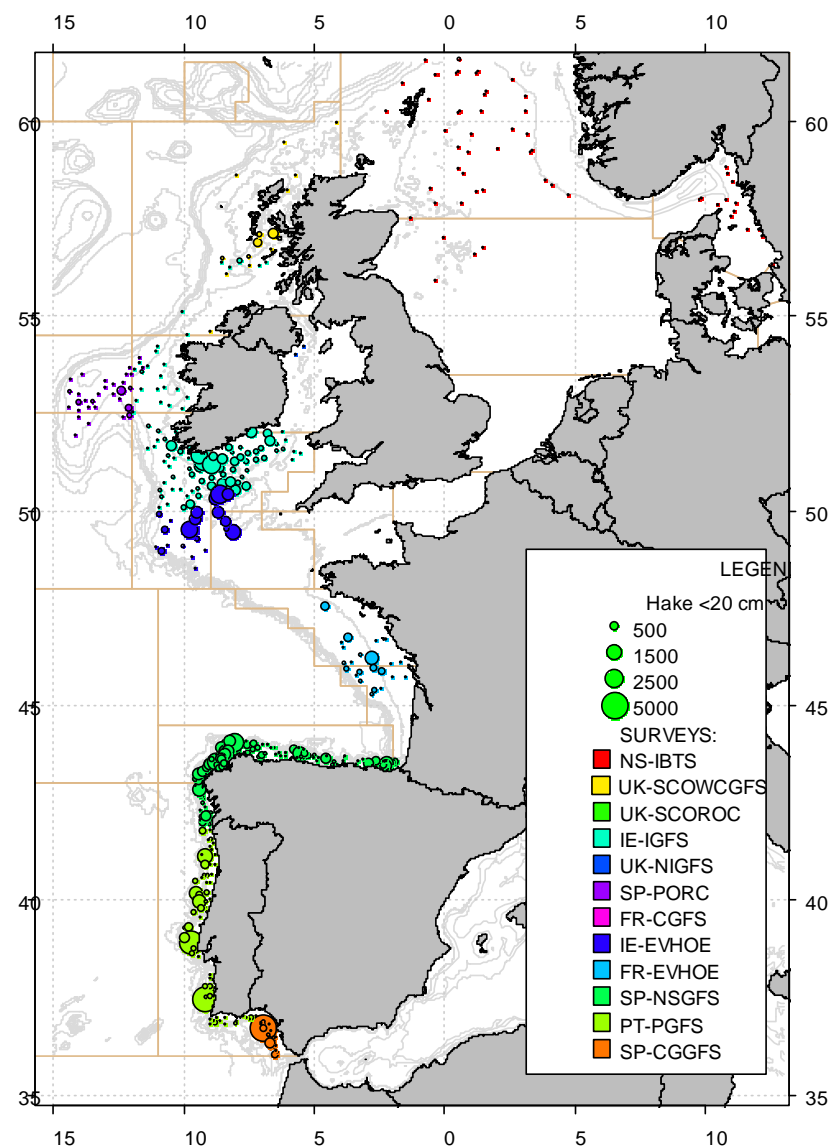 15 10 5 0 5 10
60 60
55 55
50 50
LEGEN
Hake <20 cm
500
1500
2500
5000
45 45
SURVEYS:
NS-IBTS
UK-SCOWCGFS
UK-SCOROC
IE-IGFS
UK-NIGFS
40 40
SP-PORC
FR-CGFS
IE-EVHOE
FR-EVHOE
SP-NSGFS
PT-PGFS
SP-CGGFS
35 35
15 10 5 0 5 10